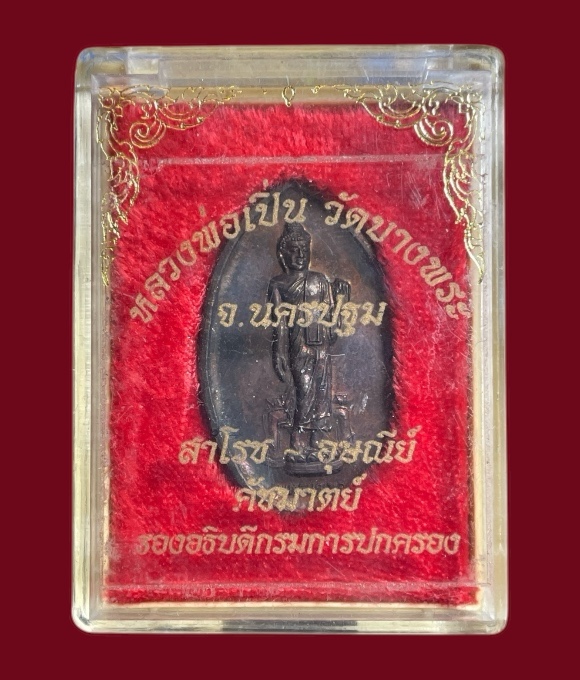 หลวงพ่อเปิ่น วัดบางพระ
จ.นครปฐม
สาโรช - อุษณีย์
คัชมาตย์
รองอธิบดีกรมการปกครอง